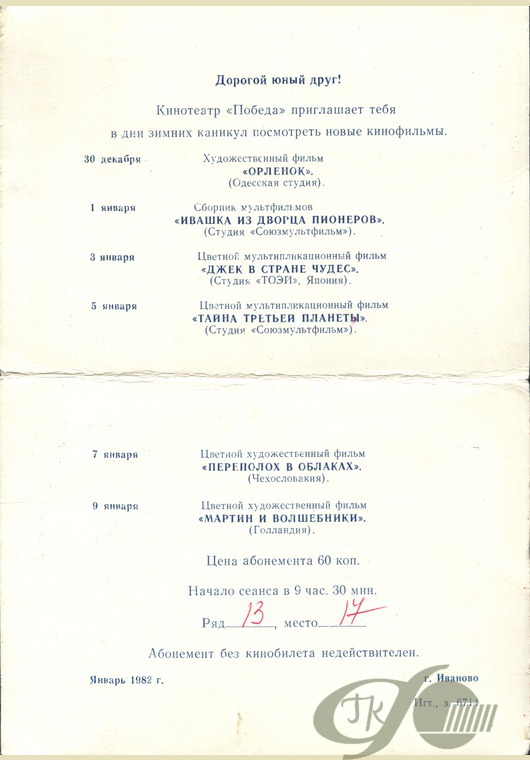 Дорогой юный друг!
Кинотеатр «Победа» приглашает тебя
в дни зимних каникул посмотреть новые кинофильмы.
30 декабря Художественный фильм
«ОРЛЕНОК».
(Одесская студия).
1 января Сборник мультфильмов
«ИВАШКА ИЗ ДВОРЦА ПИОНЕРОВ».
(Студия «Союзмультфильм»).
3 января Цветной мультипликационный фильм
«ДЖЕК В СТРАНЕ ЧУДЕС».
(Студия «ТОЭЙ», Япония).
5 января Цветной мультипликационный фильм
«ТАЙНА ТРЕТЬЕЙ ПЛАНЕТЫ».
(Студия «Союзмультфильм»).
7 января Цветной художественный фильм
«ПЕРЕПОЛОХ В ОБЛАКАХ».
(Чехословакия).
9 января Цветной художественный фильм
«МАРТИН И ВОЛШЕБНИКИ».
(Голландия).
Цена абонемента 60 коп.
Начало сеанса в 9 час. 30 мин.
Ряд 13, место 17
Абонемент без кинобилета недействителен.
Январь 1982 г. г. Иваново
Игт., з.
ГК